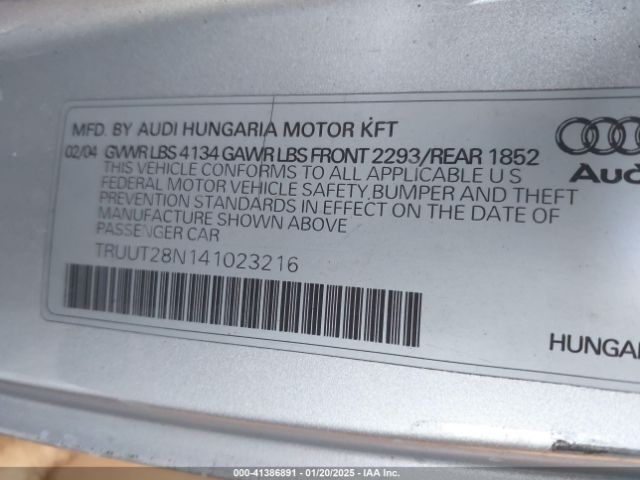 MFD. BY AUDI HUNGARIA MOTOR KFT
02/04 GVWR LBS 4134 GAWR LBS FRONT 2293/REAR 1852
THIS VEHICLE CONFORMS TO ALL APPLICABLE U S
FEDERAL MOTOR VEHICLE SAFETY, BUMPER AND THEFT
PREVENTION STANDARDS IN EFFECT ON THE DATE OF
MANUFACTURE SHOWN ABOVE
PASSENGER CAR
TRUUT28N141023216
Aud
HUNGAR
000-41386891 - 01/20/2025 - IAA Inc.